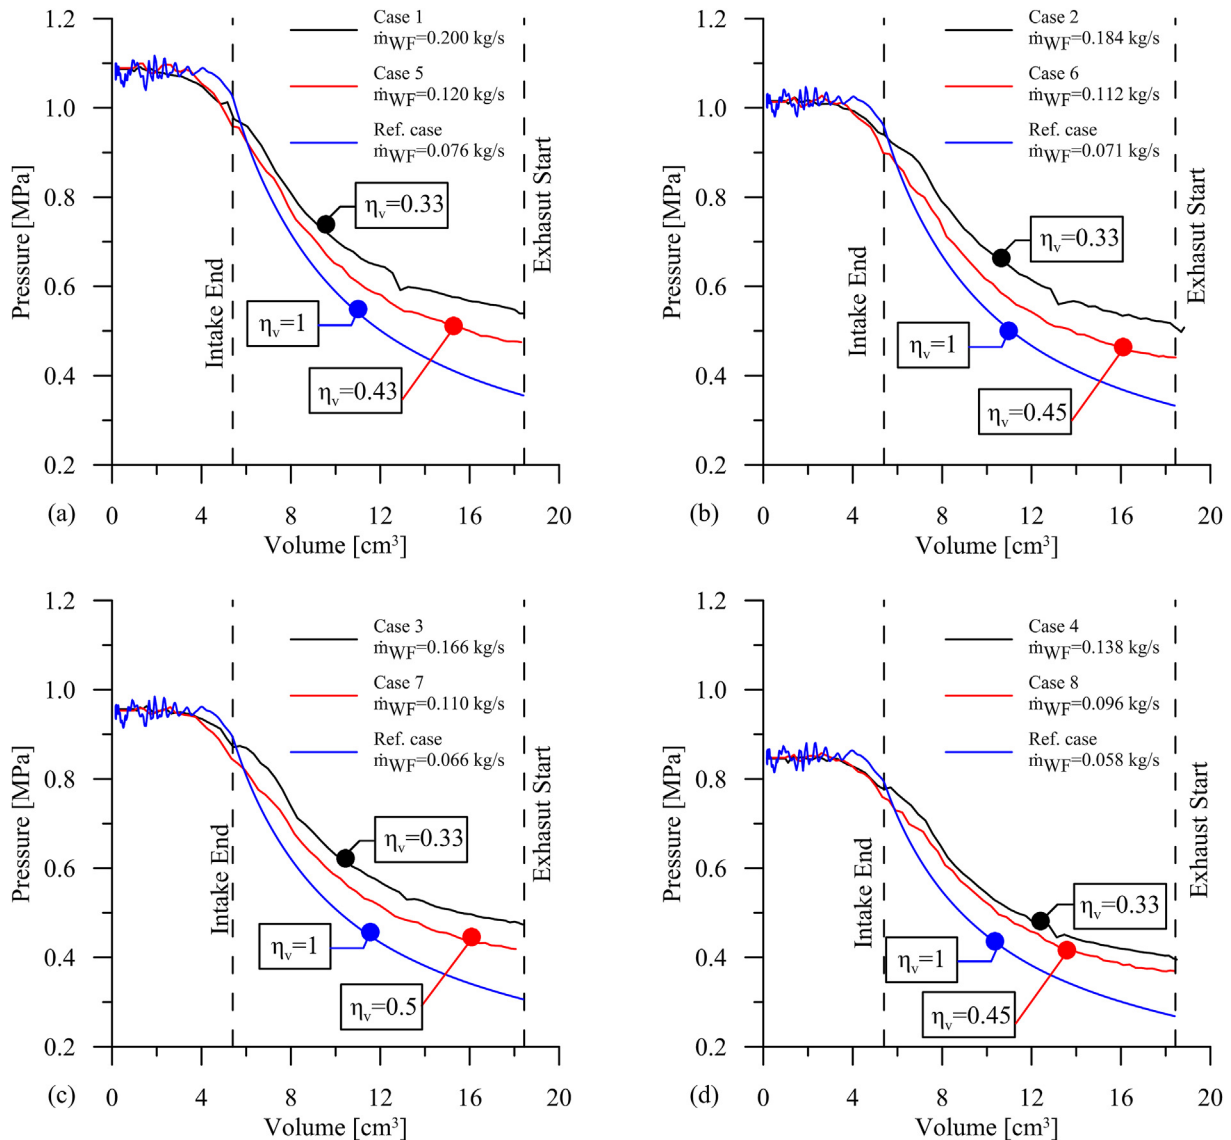 1.2
1.0
0.8
0.6
0.4
0.2
Pressure [MPa]
Case 1
ṁWF=0.200 kg/s
Case 5
ṁWF=0.120 kg/s
Ref. case
ṁWF=0.076 kg/s
ηv=0.33
ηv=1
ηv=0.43
Intake End
Exhasut Start
(a)
0 4 8 12 16 20
Volume [cm³]
1.2
1.0
0.8
0.6
0.4
0.2
Pressure [MPa]
Case 2
ṁWF=0.184 kg/s
Case 6
ṁWF=0.112 kg/s
Ref. case
ṁWF=0.071 kg/s
ηv=0.33
ηv=1
ηv=0.45
Intake End
Exhasut Start
(b)
0 4 8 12 16 20
Volume [cm³]
1.2
1.0
0.8
0.6
0.4
0.2
Pressure [MPa]
Case 3
ṁWF=0.166 kg/s
Case 7
ṁWF=0.110 kg/s
Ref. case
ṁWF=0.066 kg/s
ηv=0.33
ηv=1
ηv=0.5
Intake End
Exhasut Start
(c)
0 4 8 12 16 20
Volume [cm³]
1.2
1.0
0.8
0.6
0.4
0.2
Pressure [MPa]
Case 4
ṁWF=0.138 kg/s
Case 8
ṁWF=0.096 kg/s
Ref. case
ṁWF=0.058 kg/s
ηv=0.33
ηv=1
ηv=0.45
Intake End
Exhaust Start
(d)
0 4 8 12 16 20
Volume [cm³]